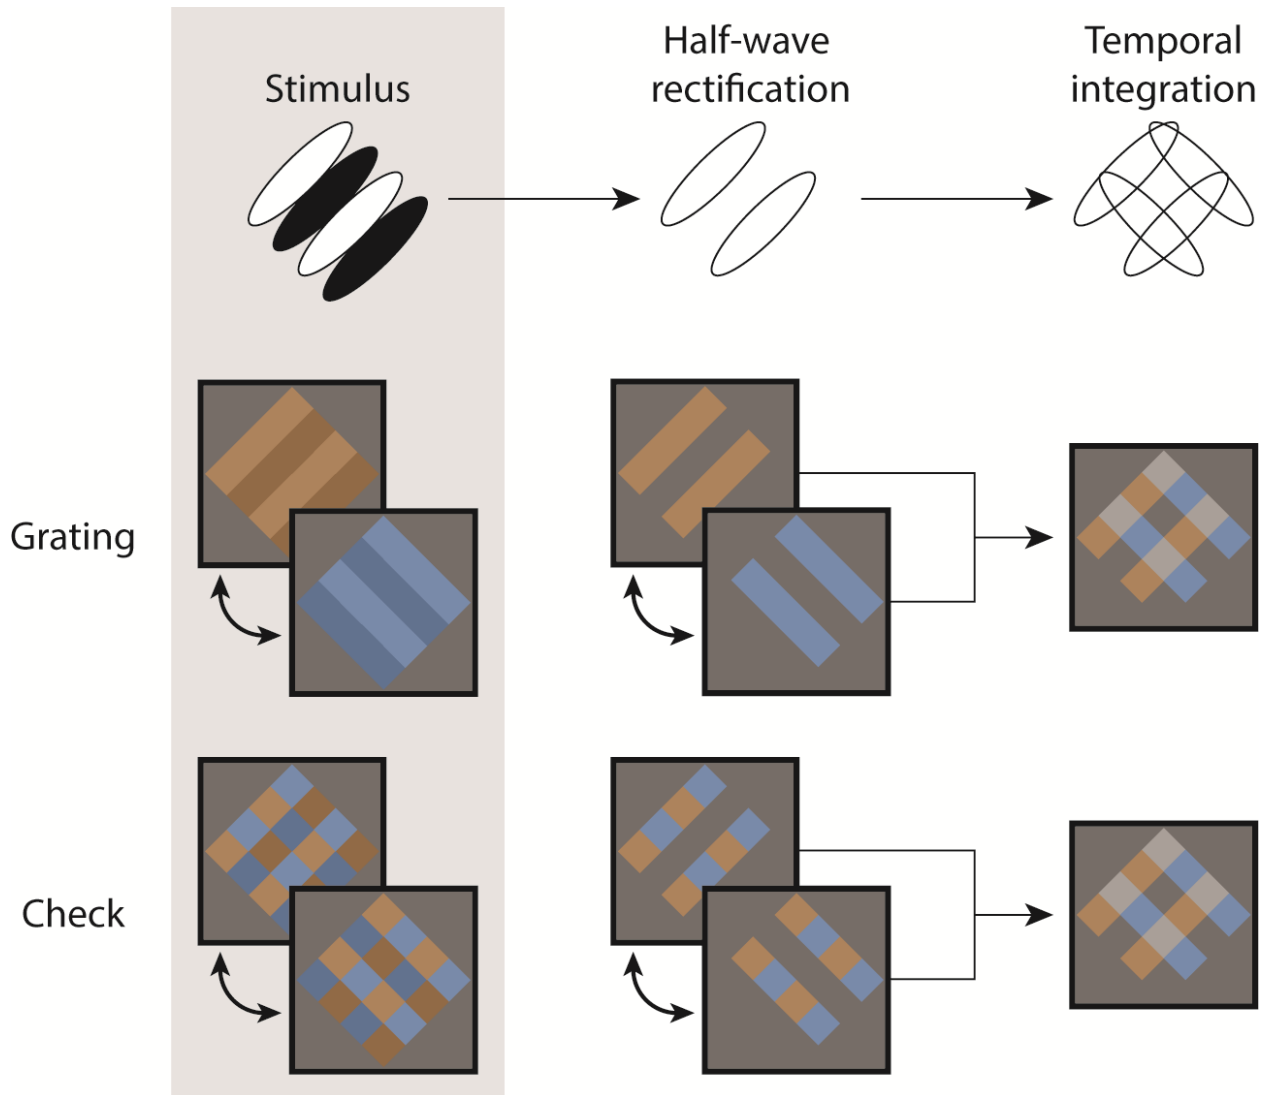 Stimulus
Half-wave
rectification
Temporal
integration
Grating
Check